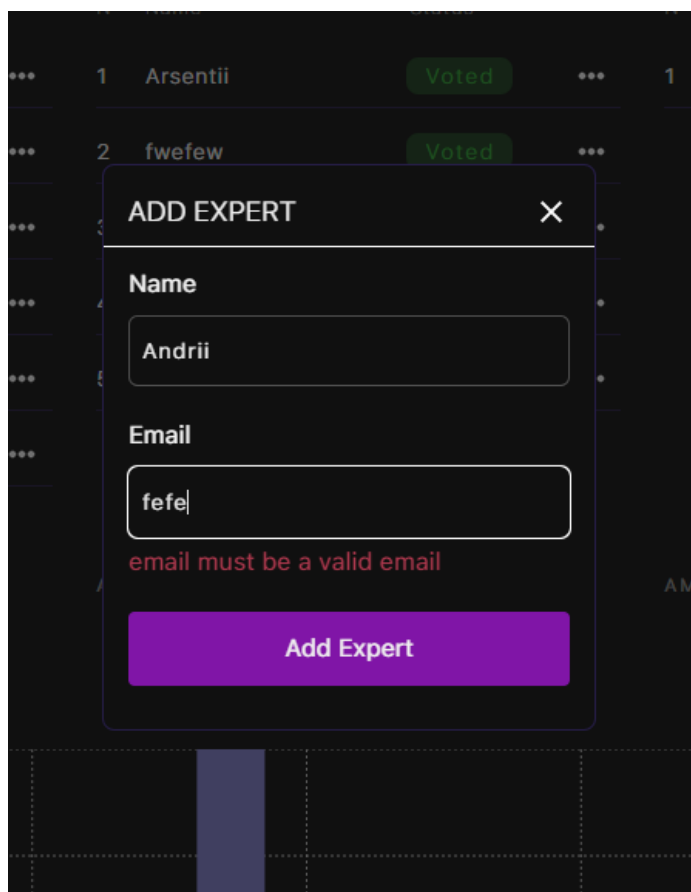 1 Arsentii Voted ••• 1
2 fwefew Voted •••
ADD EXPERT
Name
Andrii
Email
fefe
email must be a valid email
Add Expert